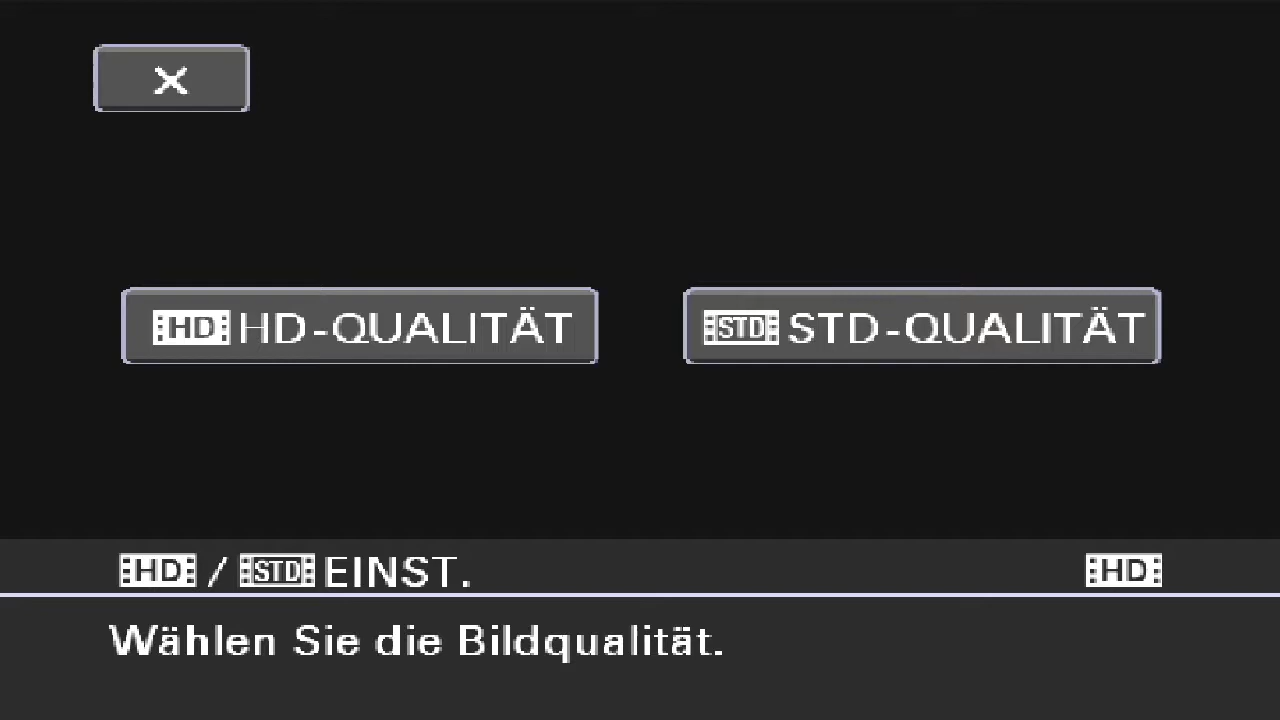 X
HD HD-QUALITÄT
STD STD-QUALITÄT
HD / STD EINST.
HD
Wählen Sie die Bildqualität.